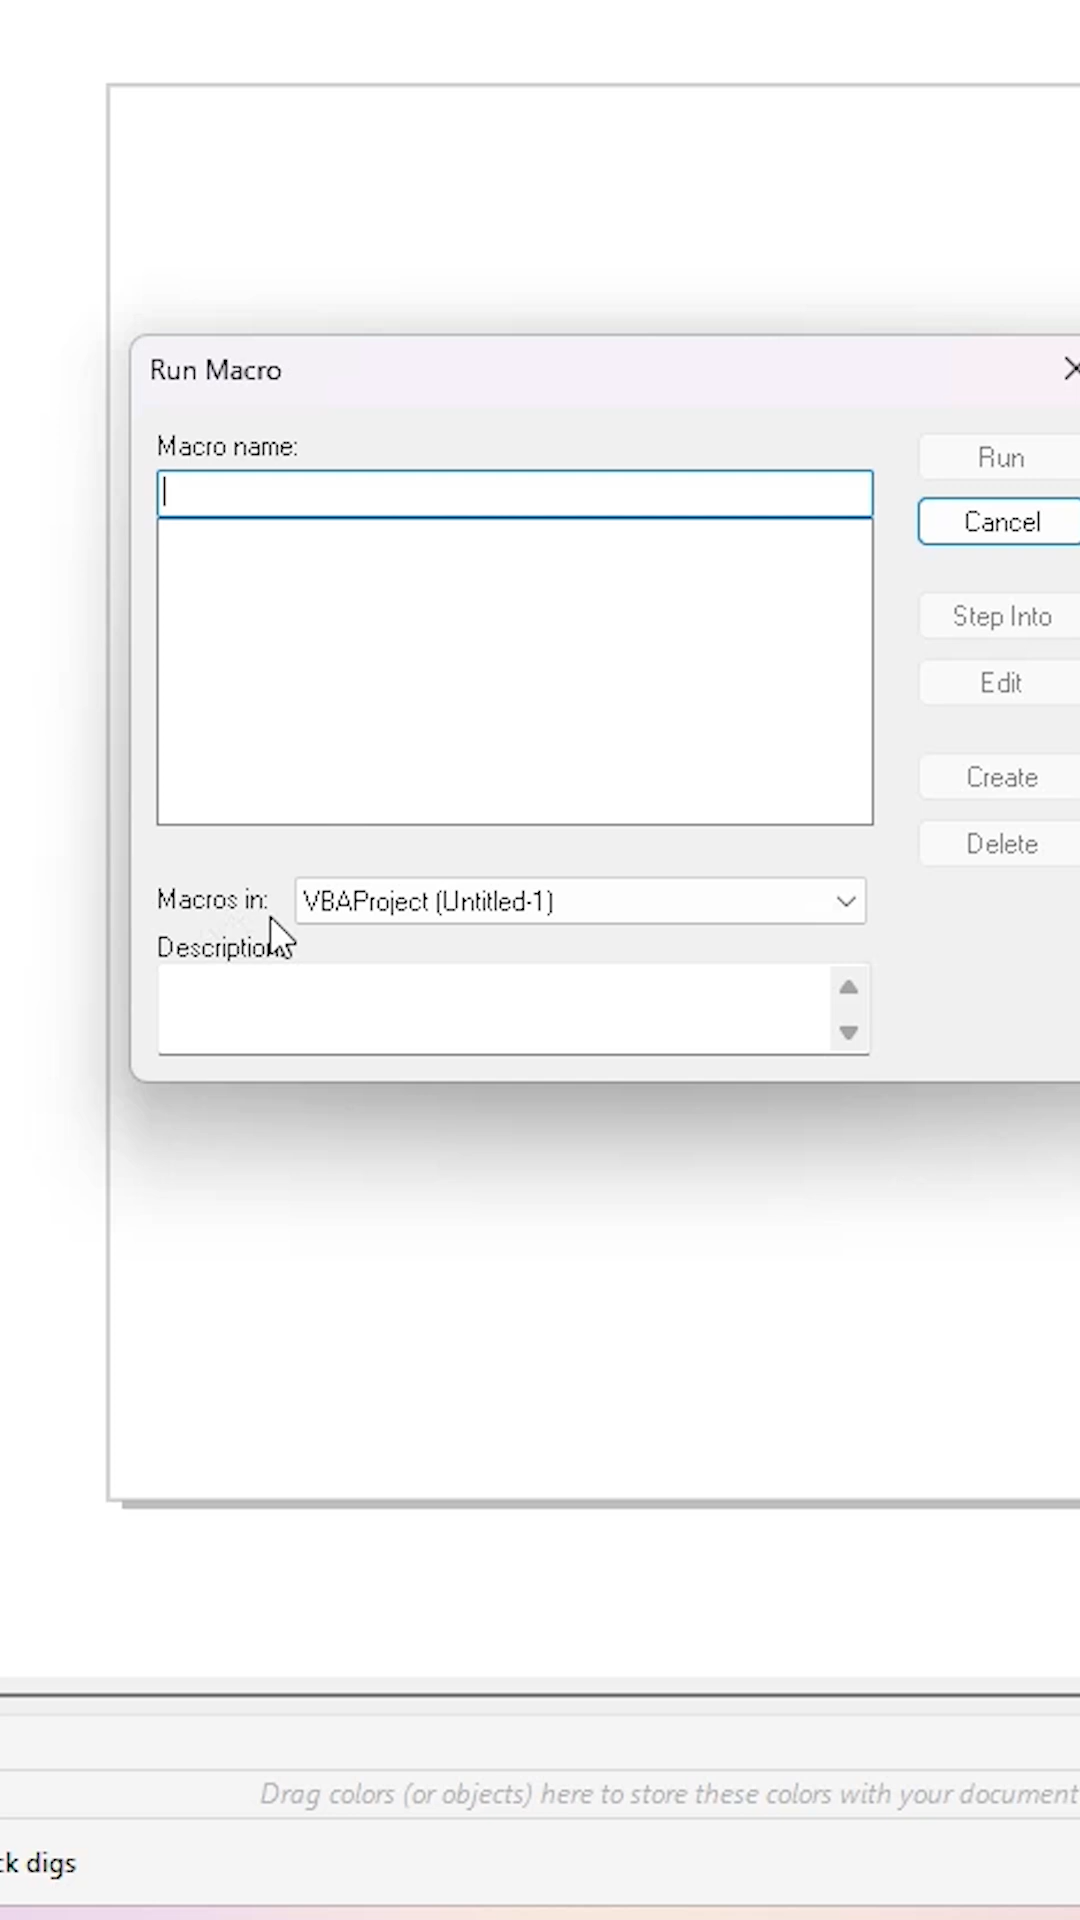 Run Macro
Macro name:
Run
Cancel
Step Into
Edit
Create
Delete
Macros in:
VBAProject (Untitled-1)
Description
Drag colors (or objects) here to store these colors with your document
ck digs